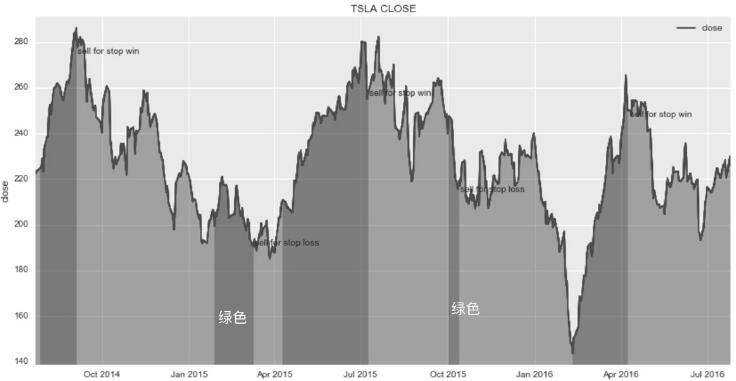 TSLA CLOSE
close
280
260
240
220
200
180
160
140
close
sell for stop win
sell for stop win
sell for stop loss
sell for stop win
sell for stop loss
绿色
绿色
Oct 2014
Jan 2015
Apr 2015
Jul 2015
Oct 2015
Jan 2016
Apr 2016
Jul 2016